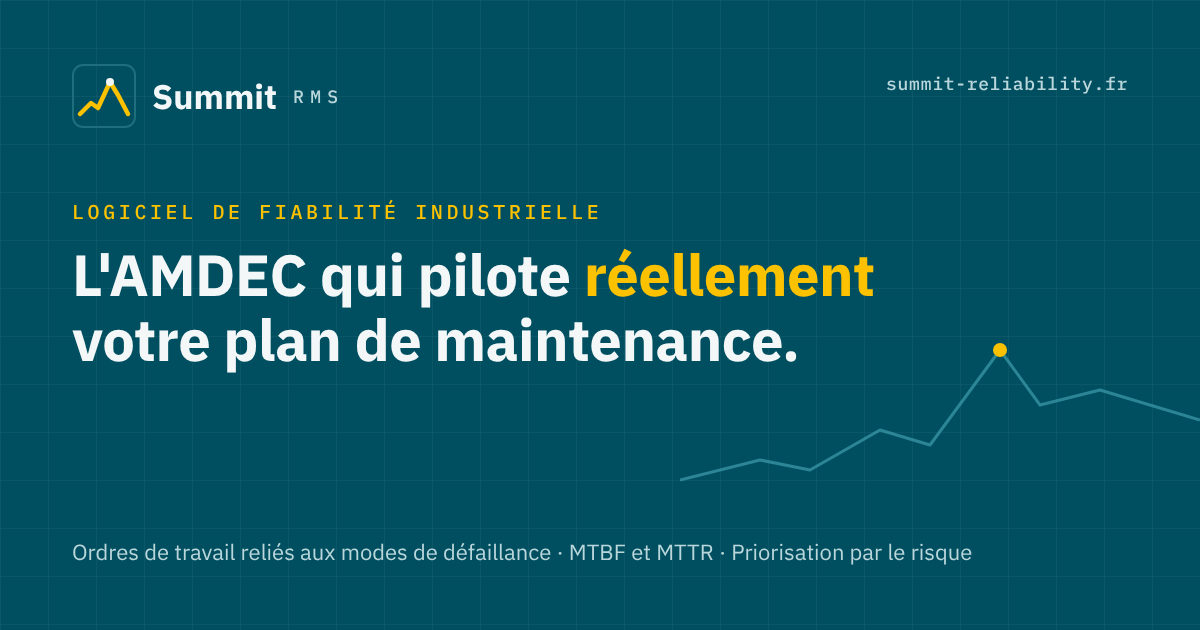 Summit RMS
summit-reliability.fr
LOGICIEL DE FIABILITÉ INDUSTRIELLE
L'AMDEC qui pilote réellement
votre plan de maintenance.
Ordres de travail reliés aux modes de défaillance · MTBF et MTTR · Priorisation par le risque